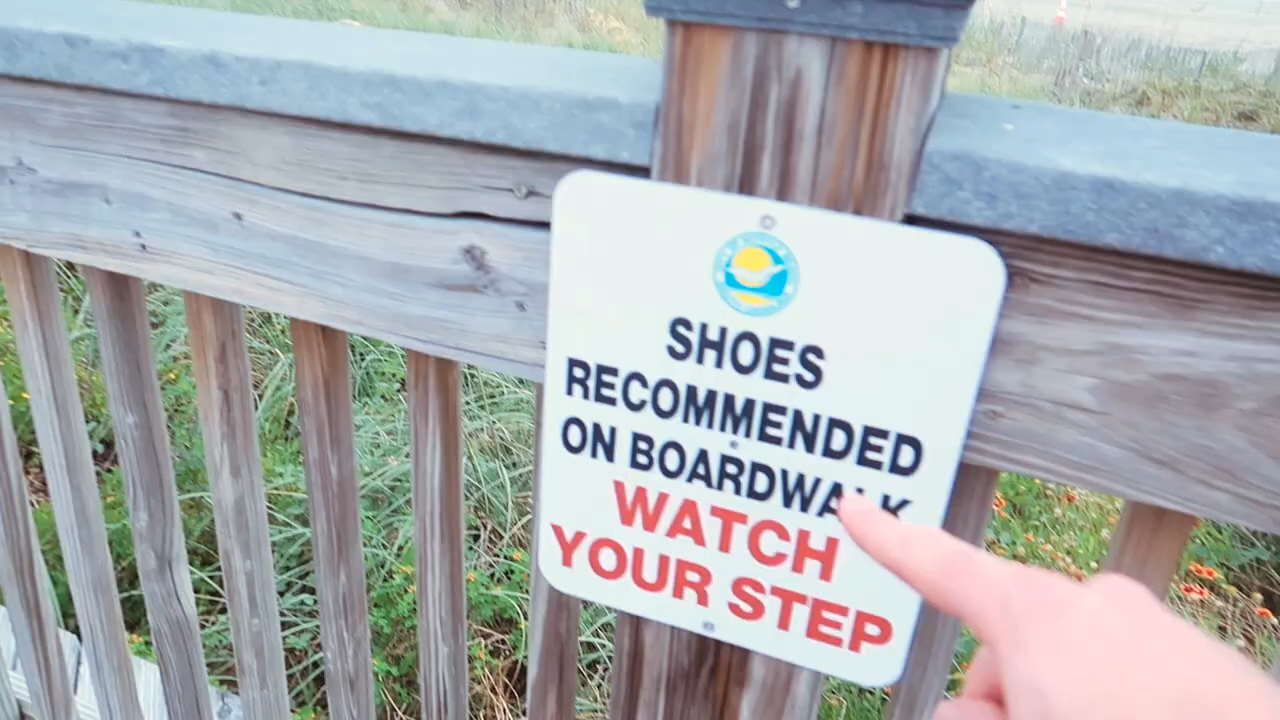 SHOES
RECOMMENDED
ON BOARDWALK
WATCH
YOUR STEP